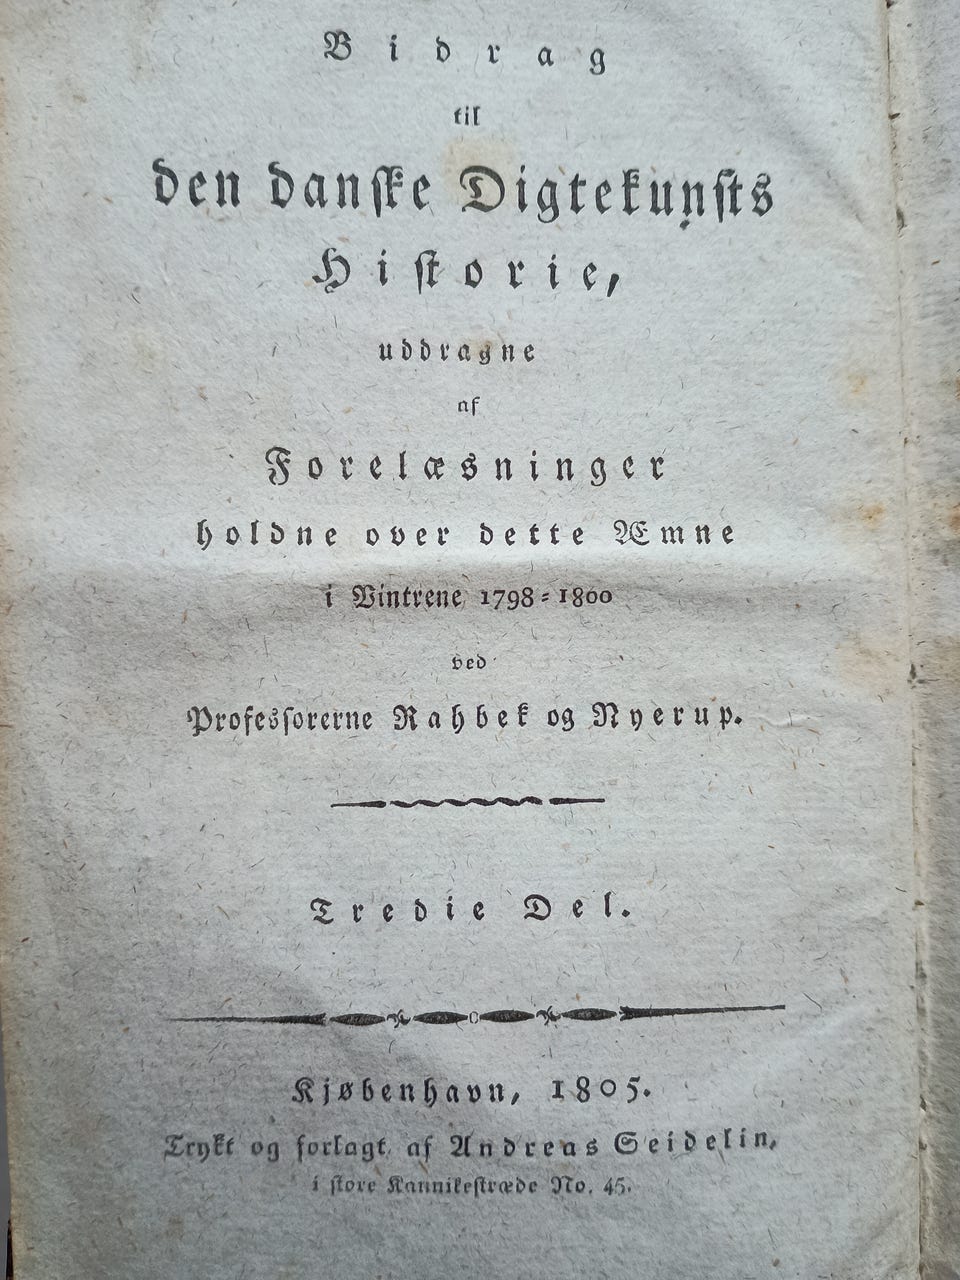 Bidrag
til
den danske Digtekunsts
Historie,
uddragne
af
Forelæsninger
holdne over dette Æmne
i Vintrene 1798-1800
ved
Professorerne Rahbek og Nyerup.
Tredie Del.
Kjøbenhavn, 1805.
Trykt og forlagt af Andreas Seidelin,
i store Kannikestræde No. 45.